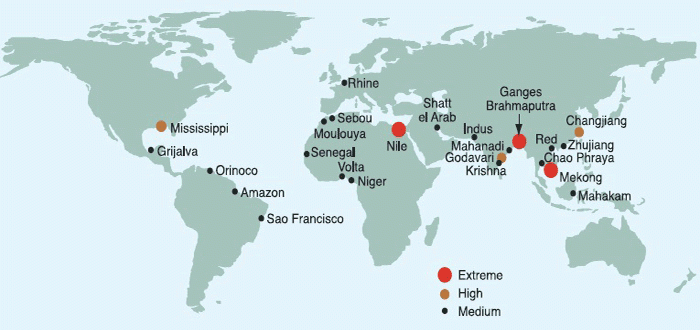 Rhine
Ganges
Brahmaputra
Shatt
el Arab
Changjiang
Sebou
Mississippi
Moulouya
Nile
Indus
Mahanadi
Red
Zhujiang
Grijalva
Senegal
Godavari
Chao Phraya
Volta
Krishna
Orinoco
Niger
Mekong
Amazon
Mahakam
Sao Francisco
Extreme
High
Medium